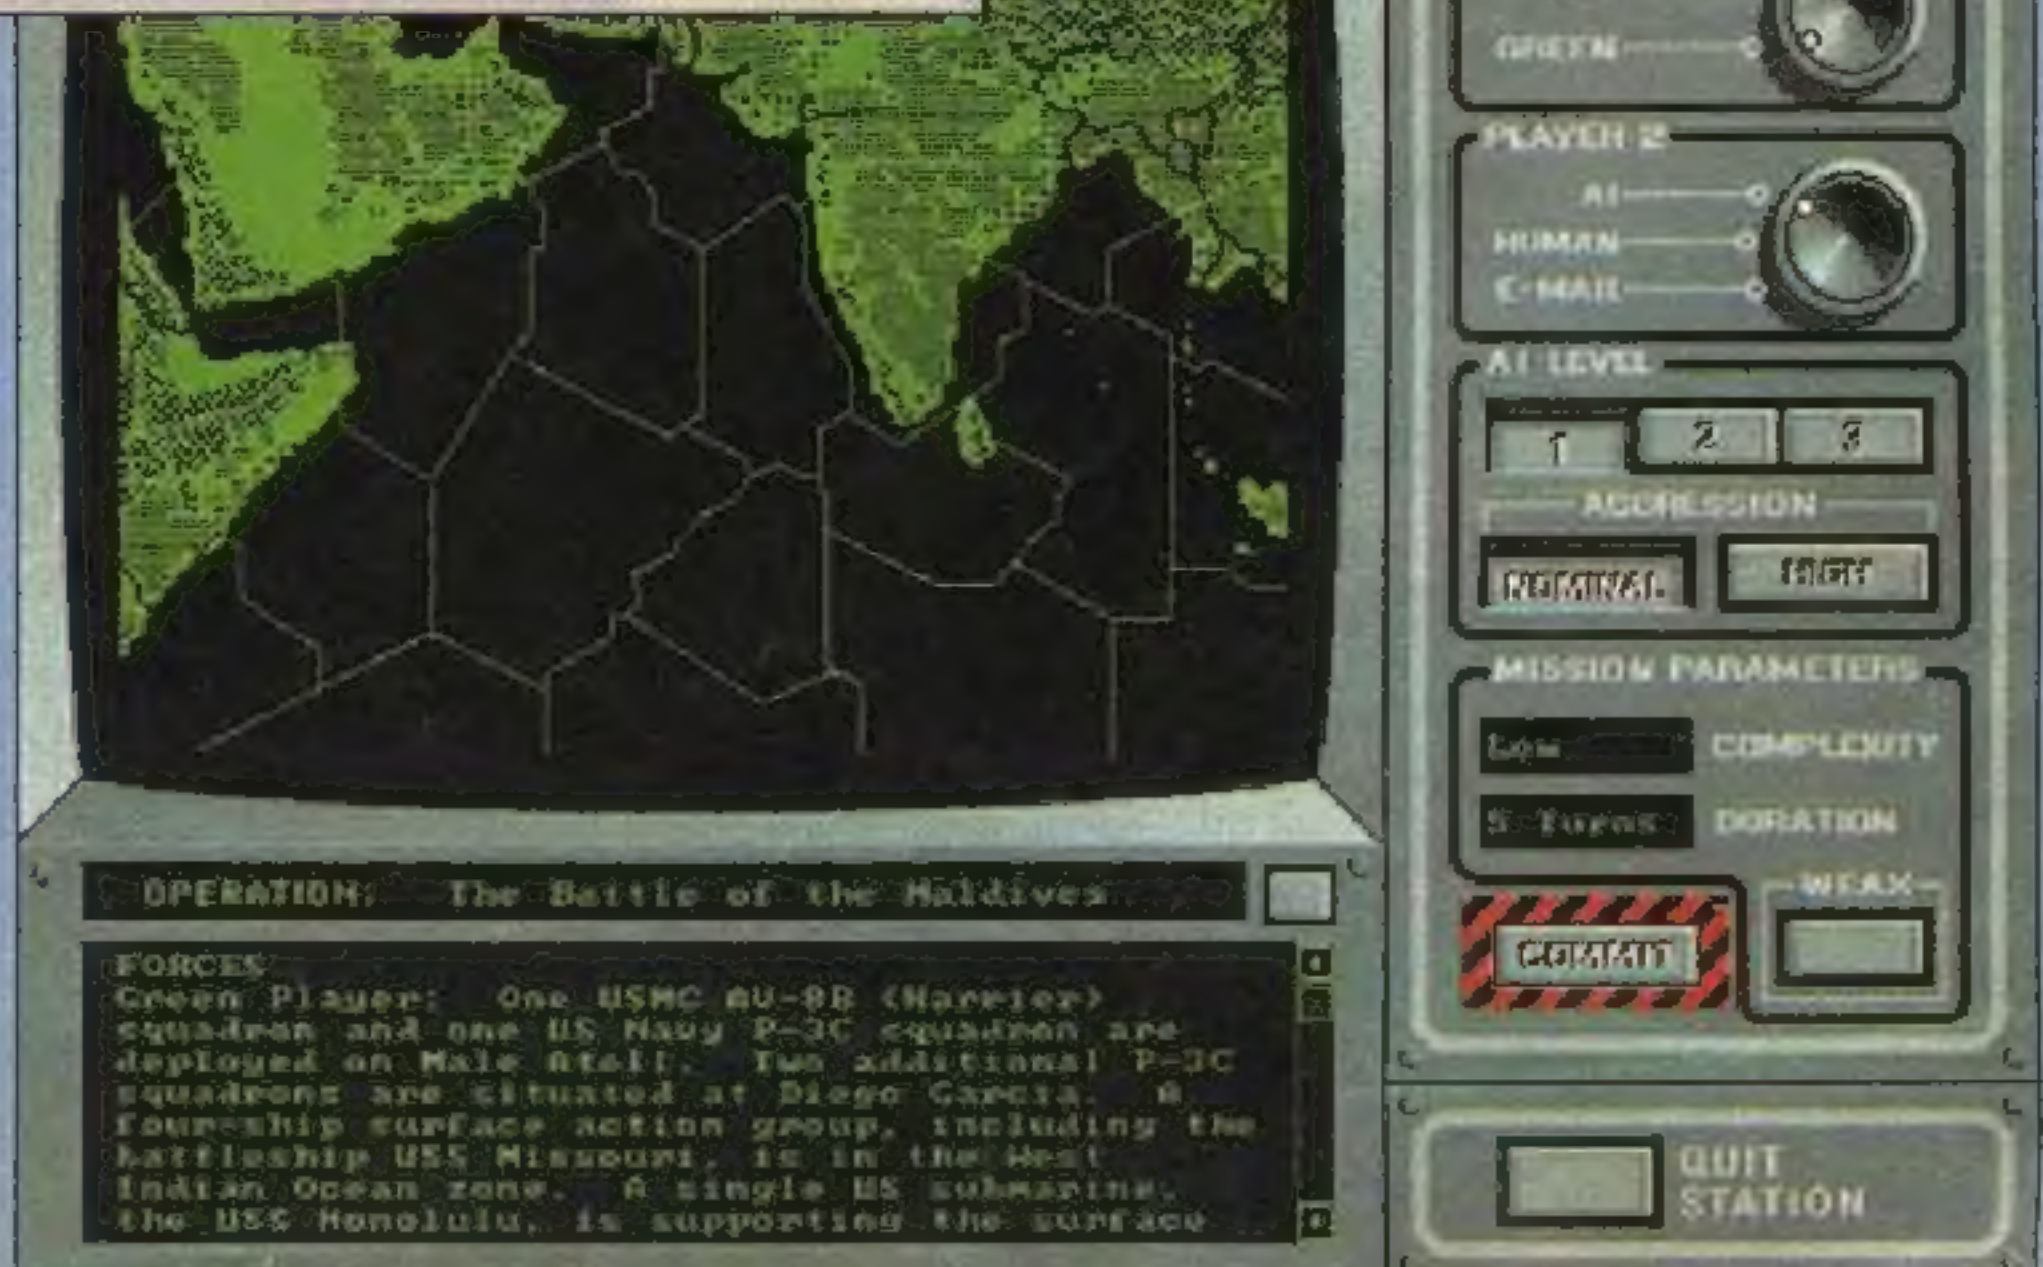 GREEN
PLAYER 2
AI
HUMAN
E-MAIL
AI LEVEL
1 2 3
AGGRESSION
NOMINAL HIGH
MISSION PARAMETERS
Low COMPLEXITY
5 Turns DURATION
WEAK
COMMIT
QUIT
STATION
OPERATION: The Battle of the Maldives
FORCES
Green Player: One USMC AV-8B (Harrier)
squadron and one US Navy P-3C squadron are
deployed on Male Atoll. Two additional P-3C
squadrons are situated at Diego Garcia. A
four-ship surface action group, including the
battleship USS Missouri, is in the West
Indian Ocean zone. A single US submarine,
the USS Honolulu, is supporting the surface